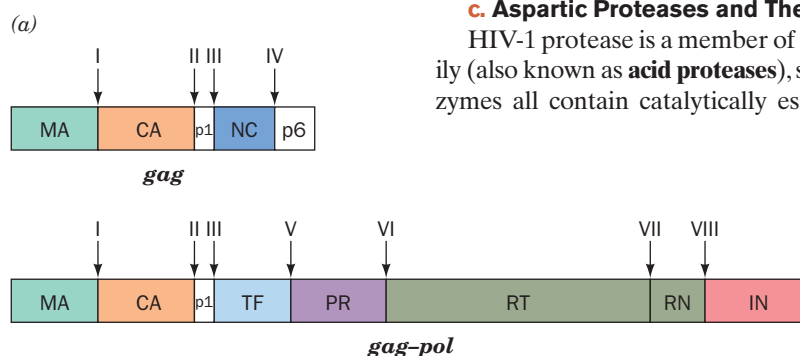 (a)
I II III IV
MA CA p1 NC p6
gag
c. Aspartic Proteases and The
HIV-1 protease is a member of
ily (also known as acid proteases), s
zymes all contain catalytically es
I II III V VI VII VIII
MA CA p1 TF PR RT RN IN
gag–pol